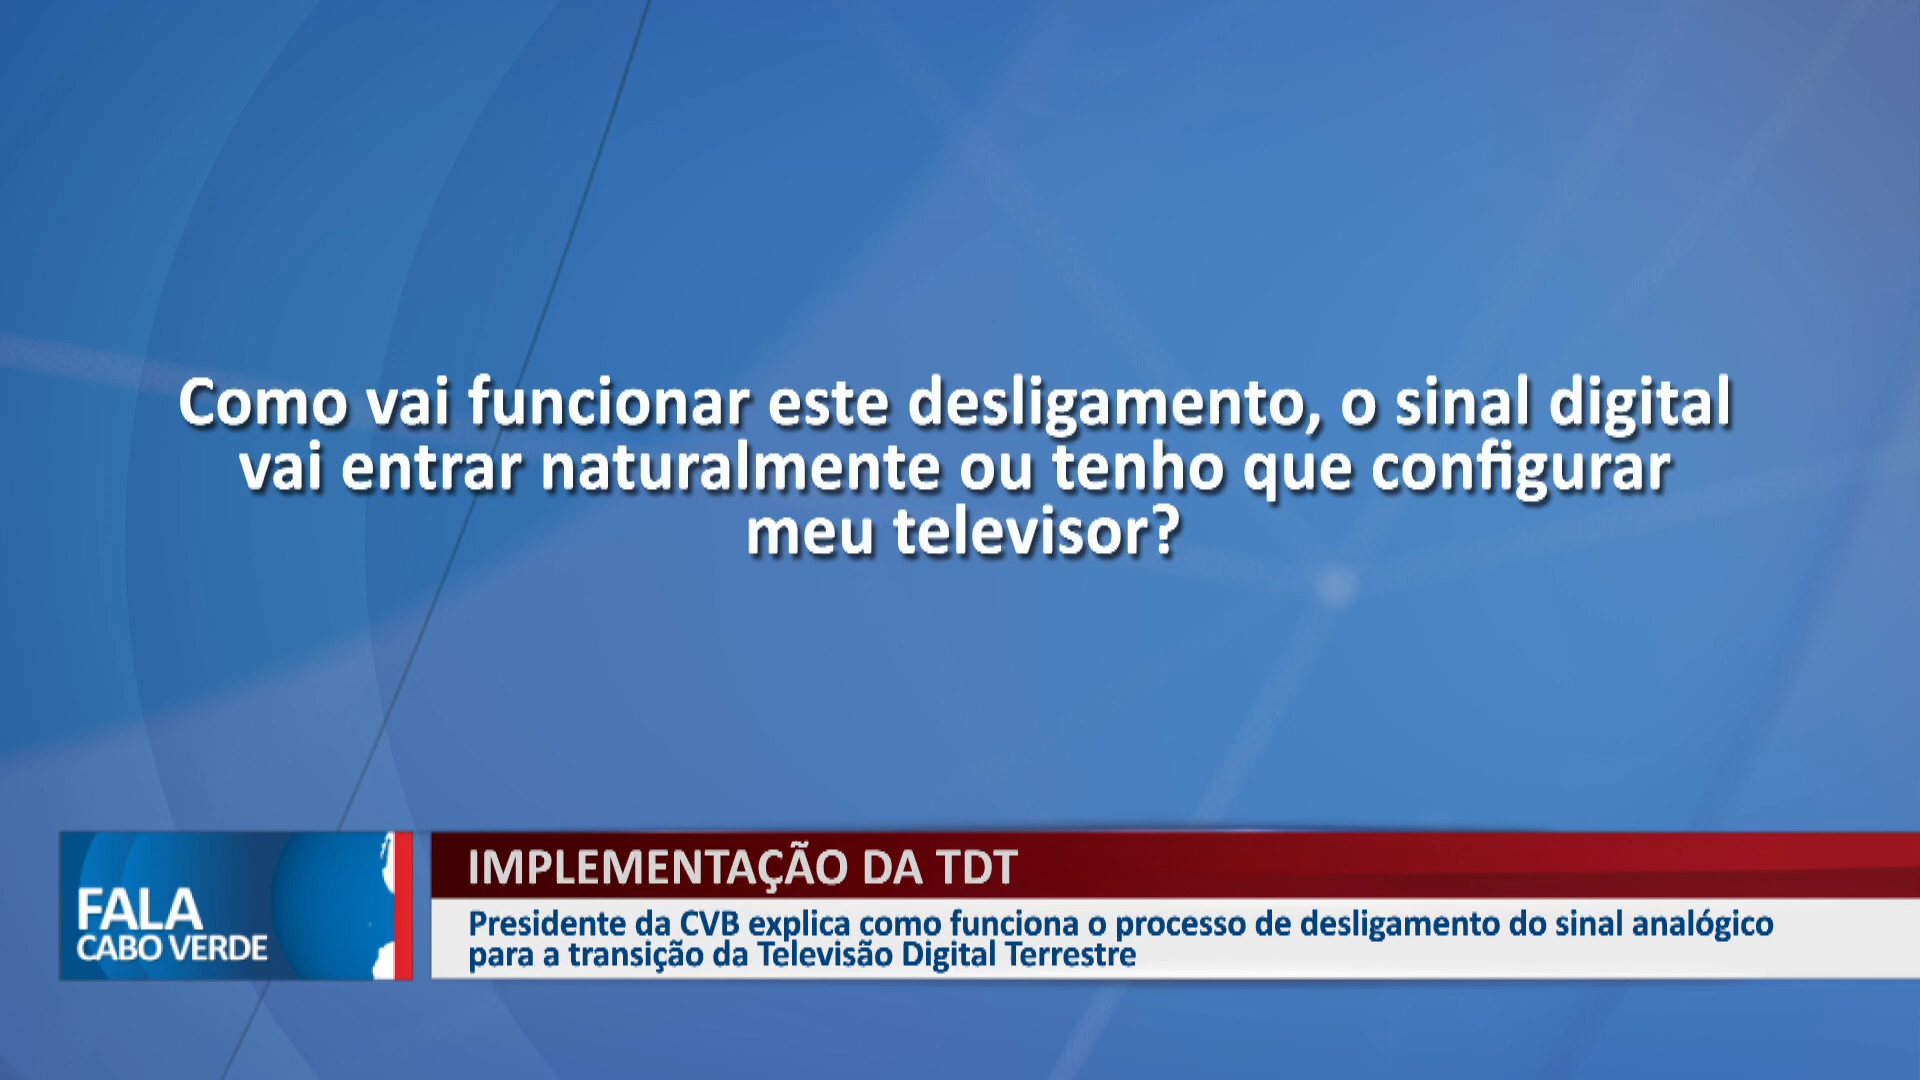 Como vai funcionar este desligamento, o sinal digital
vai entrar naturalmente ou tenho que configurar
meu televisor?
IMPLEMENTAÇÃO DA TDT
FALA
CABO VERDE
Presidente da CVB explica como funciona o processo de desligamento do sinal analógico
para a transição da Televisão Digital Terrestre